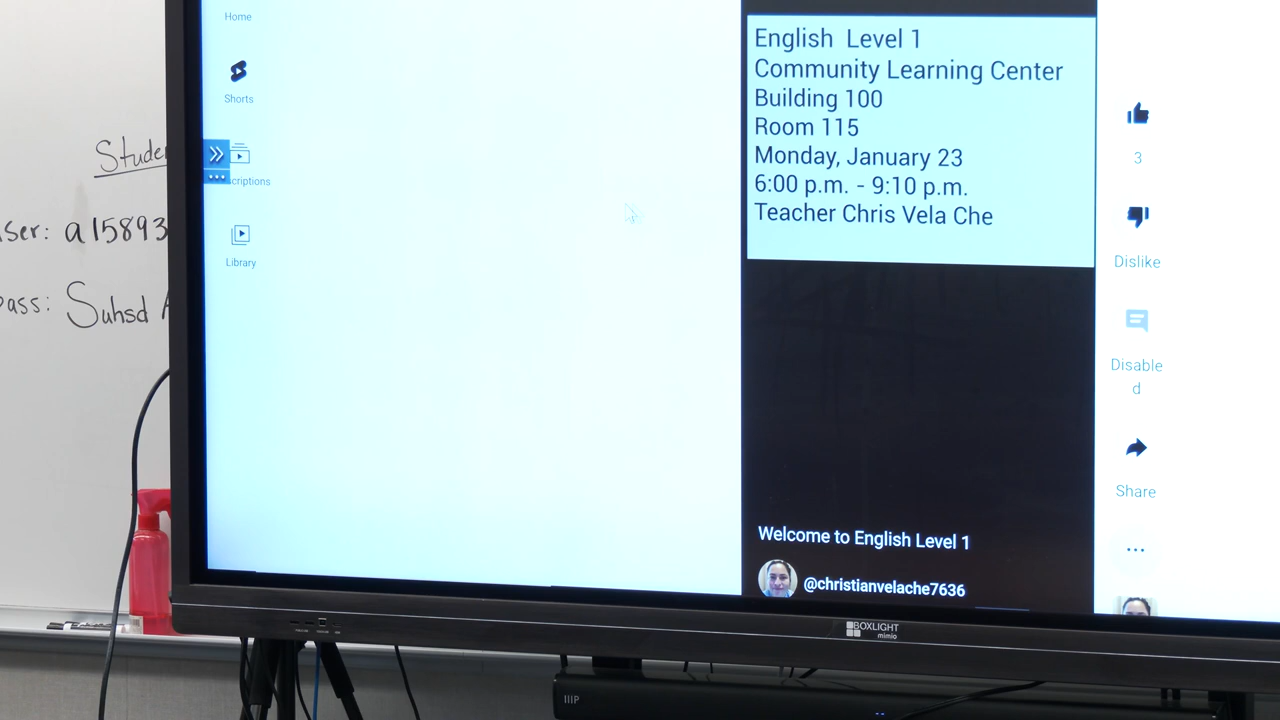 Home
Shorts
scriptions
Library
Stude
ser: a15893
pass: Suhsd A
English Level 1
Community Learning Center
Building 100
Room 115
Monday, January 23
6:00 p.m. - 9:10 p.m.
Teacher Chris Vela Che
Welcome to English Level 1
@christianvelache7636
3
Dislike
Disable
d
Share
...
BOXLIGHT
mimio